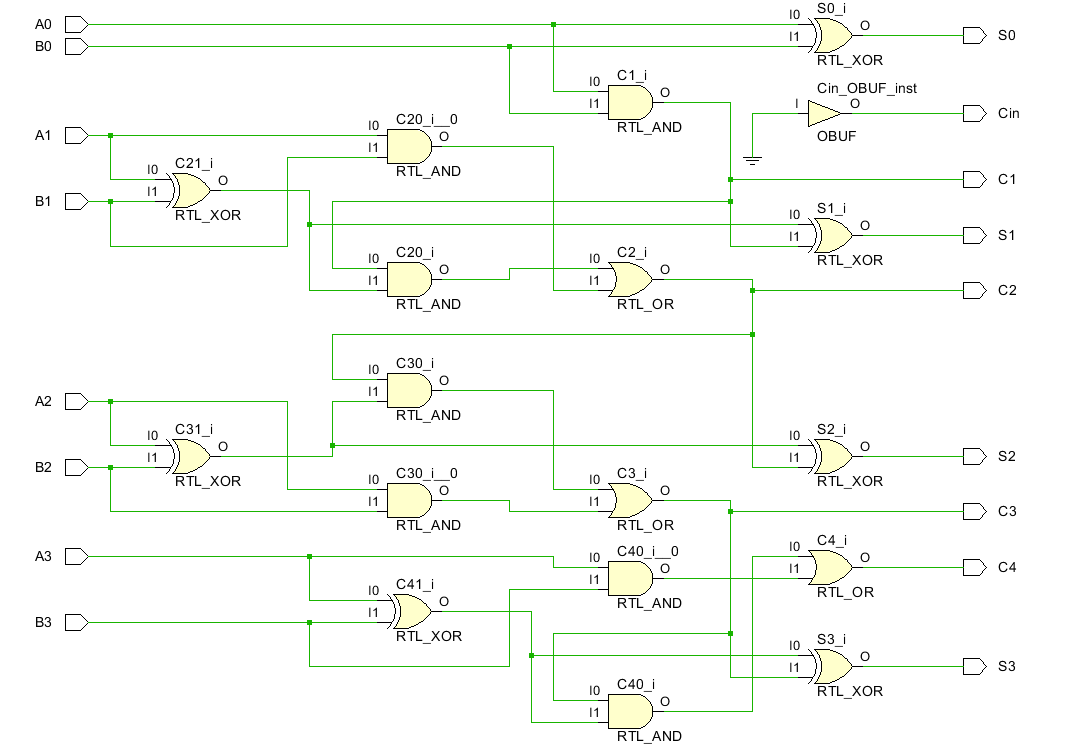 A0
B0
I0
I1
S0_i
O
RTL_XOR
S0
I0
I1
C1_i
O
RTL_AND
Cin_OBUF_inst
I
O
OBUF
Cin
A1
B1
I0
I1
C21_i
O
RTL_XOR
I0
I1
C20_i__0
O
RTL_AND
C1
I0
I1
S1_i
O
RTL_XOR
S1
I0
I1
C20_i
O
RTL_AND
I0
I1
C2_i
O
RTL_OR
C2
I0
I1
C30_i
O
RTL_AND
A2
B2
I0
I1
C31_i
O
RTL_XOR
I0
I1
S2_i
O
RTL_XOR
S2
I0
I1
C30_i__0
O
RTL_AND
I0
I1
C3_i
O
RTL_OR
C3
A3
B3
I0
I1
C41_i
O
RTL_XOR
I0
I1
C40_i__0
O
RTL_AND
I0
I1
C4_i
O
RTL_OR
C4
I0
I1
S3_i
O
RTL_XOR
S3
I0
I1
C40_i
O
RTL_AND